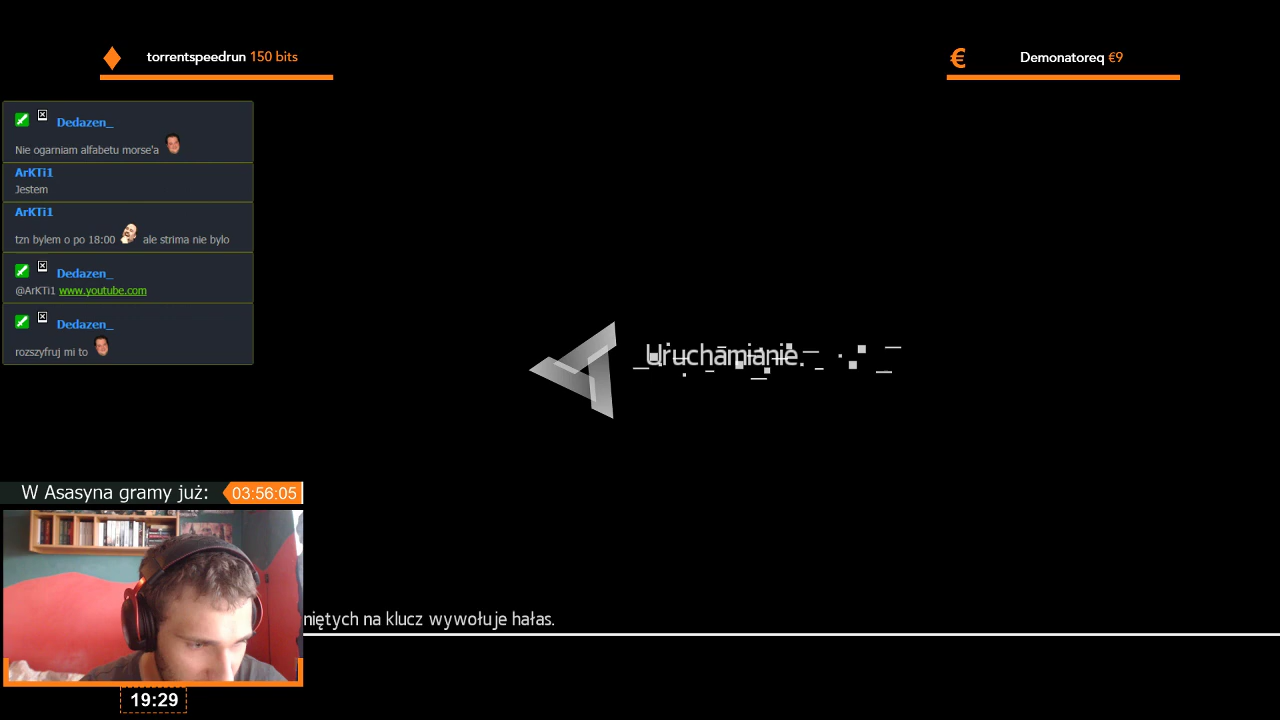 torrentspeedrun 150 bits
€ Demonatoreq €9
Dedazen_
Nie ogarniam alfabetu morse'a
ArKTi1
Jestem
ArKTi1
tzn bylem o po 18:00 ale strima nie bylo
Dedazen_
@ArKTi1 www.youtube.com
Dedazen_
rozszyfruj mi to
Uruchamianie.
W Asasyna gramy już: 03:56:05
niętych na klucz wywołuje hałas.
19:29